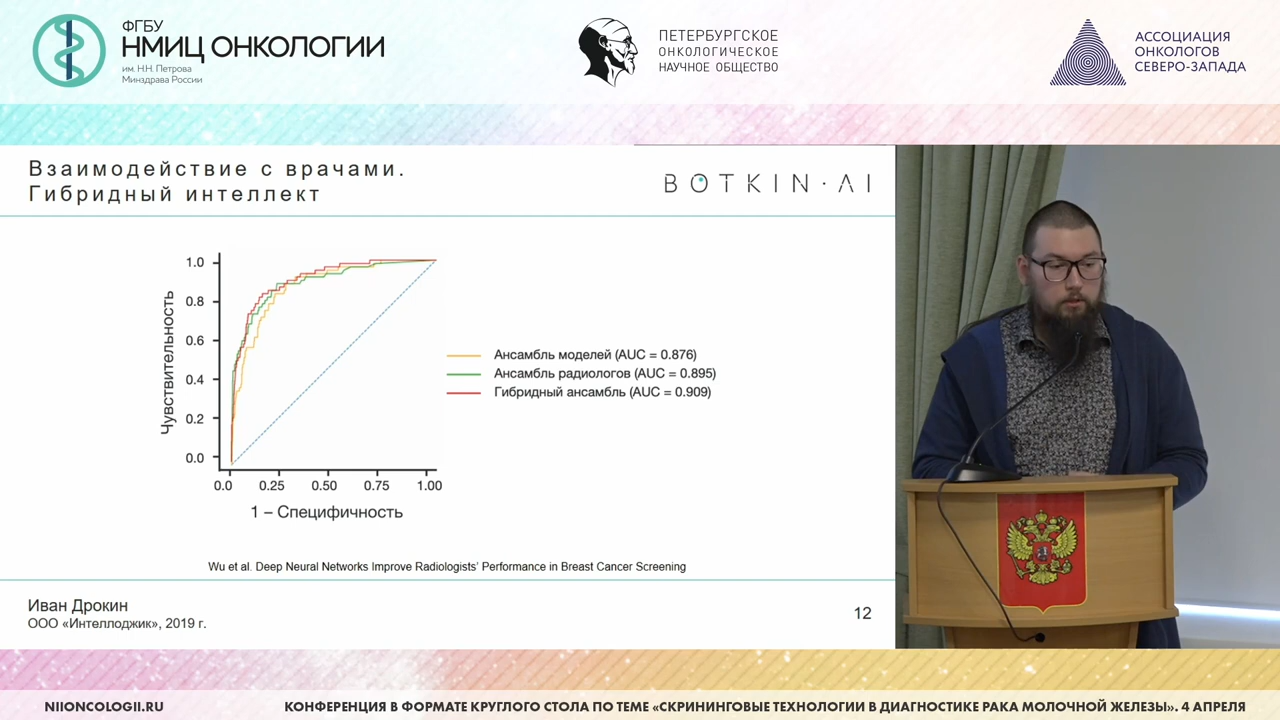 ФГБУ
НМИЦ ОНКОЛОГИИ
им. Н.Н. Петрова
Минздрава России
ПЕТЕРБУРГСКОЕ
ОНКОЛОГИЧЕСКОЕ
НАУЧНОЕ ОБЩЕСТВО
АССОЦИАЦИЯ
ОНКОЛОГОВ
СЕВЕРО-ЗАПАДА
Взаимодействие с врачами.
Гибридный интеллект
BOTKIN·AI
Чувствительность
1.0
0.8
0.6
0.4
0.2
0.0
0.0 0.25 0.50 0.75 1.00
1 – Специфичность
Ансамбль моделей (AUC = 0.876)
Ансамбль радиологов (AUC = 0.895)
Гибридный ансамбль (AUC = 0.909)
Wu et al. Deep Neural Networks Improve Radiologists' Performance in Breast Cancer Screening
Иван Дрокин
ООО «Интеллоджик», 2019 г.
12
NIIONCOLOGII.RU
КОНФЕРЕНЦИЯ В ФОРМАТЕ КРУГЛОГО СТОЛА ПО ТЕМЕ «СКРИНИНГОВЫЕ ТЕХНОЛОГИИ В ДИАГНОСТИКЕ РАКА МОЛОЧНОЙ ЖЕЛЕЗЫ». 4 АПРЕЛЯ